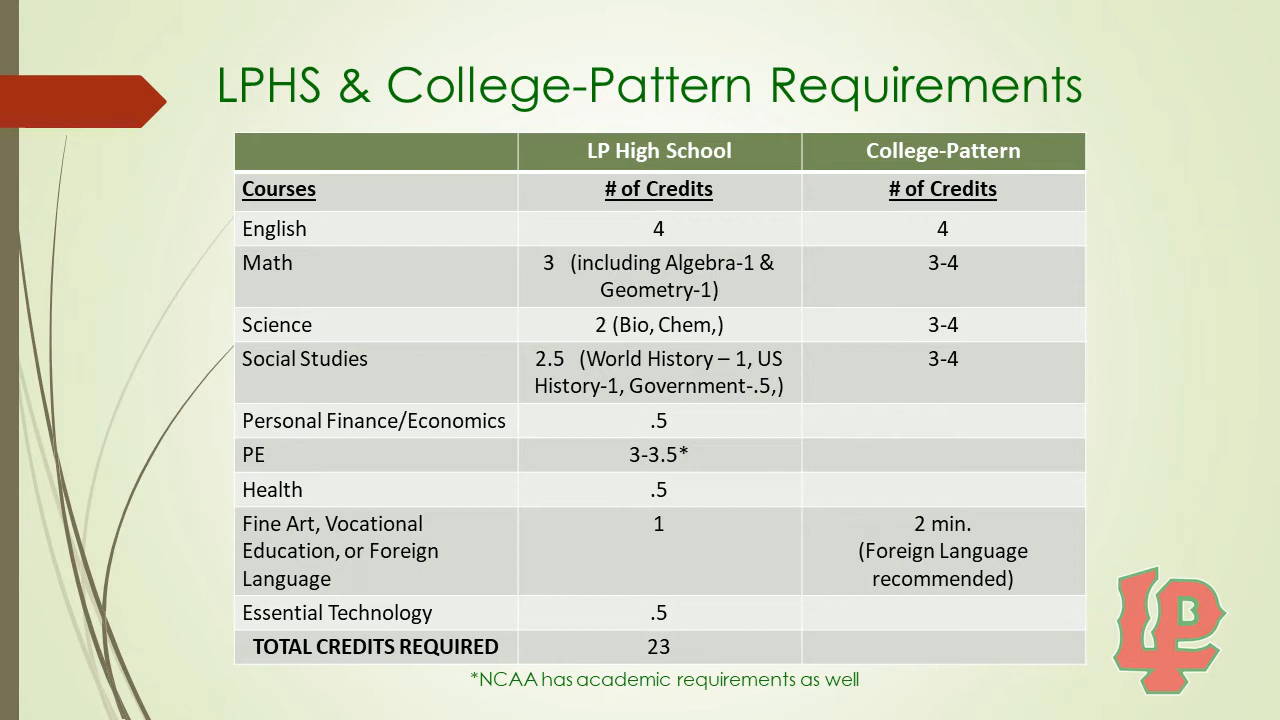 LPHS & College-Pattern Requirements
LP High School College-Pattern
Courses # of Credits # of Credits
English 4 4
Math 3 (including Algebra-1 & 3-4
Geometry-1)
Science 2 (Bio, Chem,) 3-4
Social Studies 2.5 (World History – 1, US 3-4
History-1, Government-.5,)
Personal Finance/Economics .5
PE 3-3.5*
Health .5
Fine Art, Vocational 1 2 min.
Education, or Foreign (Foreign Language
Language recommended)
Essential Technology .5
TOTAL CREDITS REQUIRED 23
*NCAA has academic requirements as well
LP